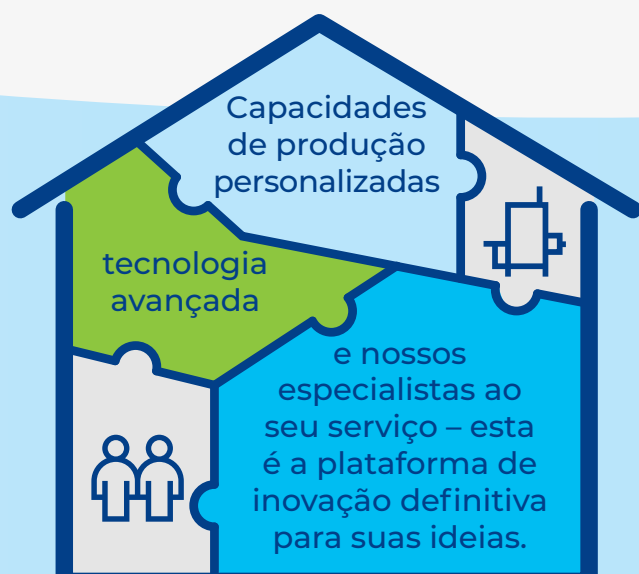 Capacidades
de produção
personalizadas
tecnologia
avançada
e nossos
especialistas ao
seu serviço – esta
é a plataforma de
inovação definitiva
para suas ideias.